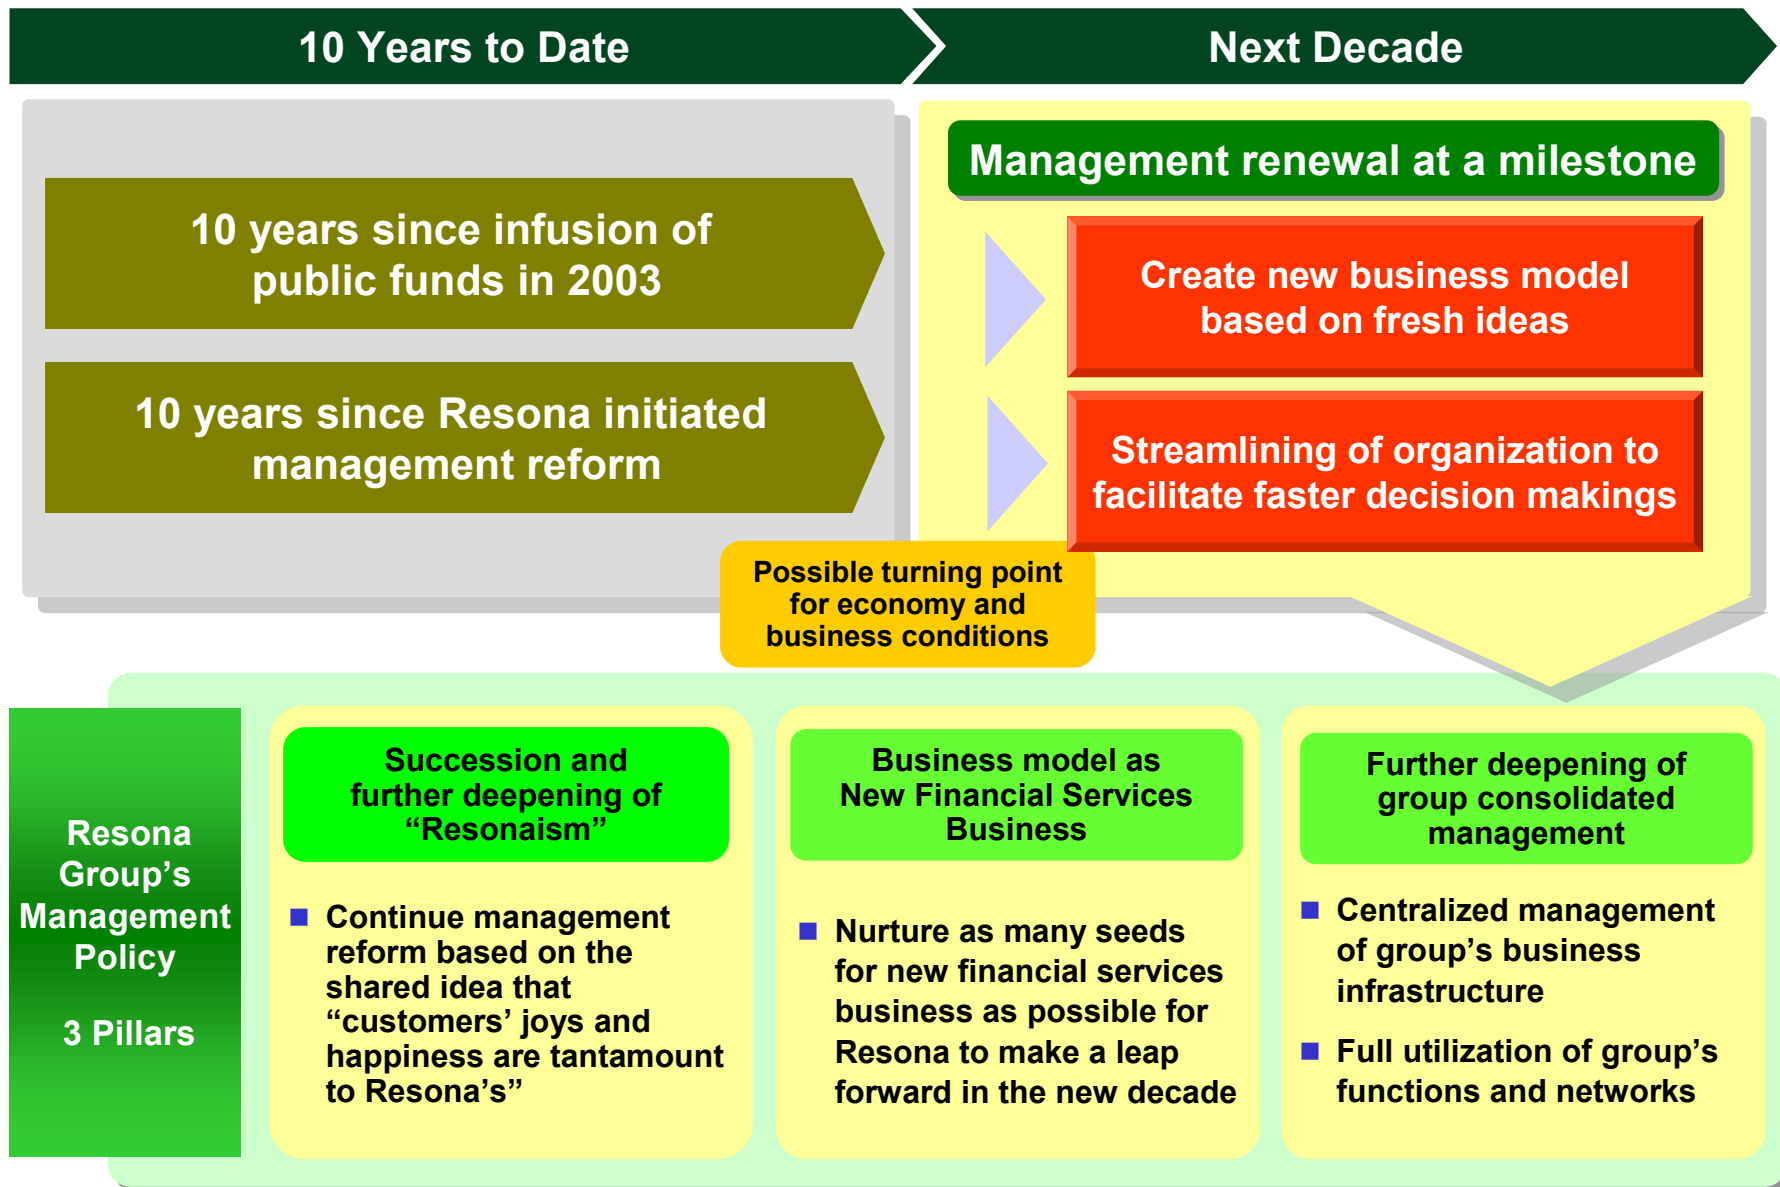 10 Years to Date
Next Decade
10 years since infusion of
public funds in 2003
10 years since Resona initiated
management reform
Management renewal at a milestone
Create new business model
based on fresh ideas
Streamlining of organization to
facilitate faster decision makings
Possible turning point
for economy and
business conditions
Resona
Group’s
Management
Policy
3 Pillars
Succession and
further deepening of
“Resonaism”
■ Continue management
reform based on the
shared idea that
“customers’ joys and
happiness are tantamount
to Resona’s”
Business model as
New Financial Services
Business
■ Nurture as many seeds
for new financial services
business as possible for
Resona to make a leap
forward in the new decade
Further deepening of
group consolidated
management
■ Centralized management
of group’s business
infrastructure
■ Full utilization of group’s
functions and networks